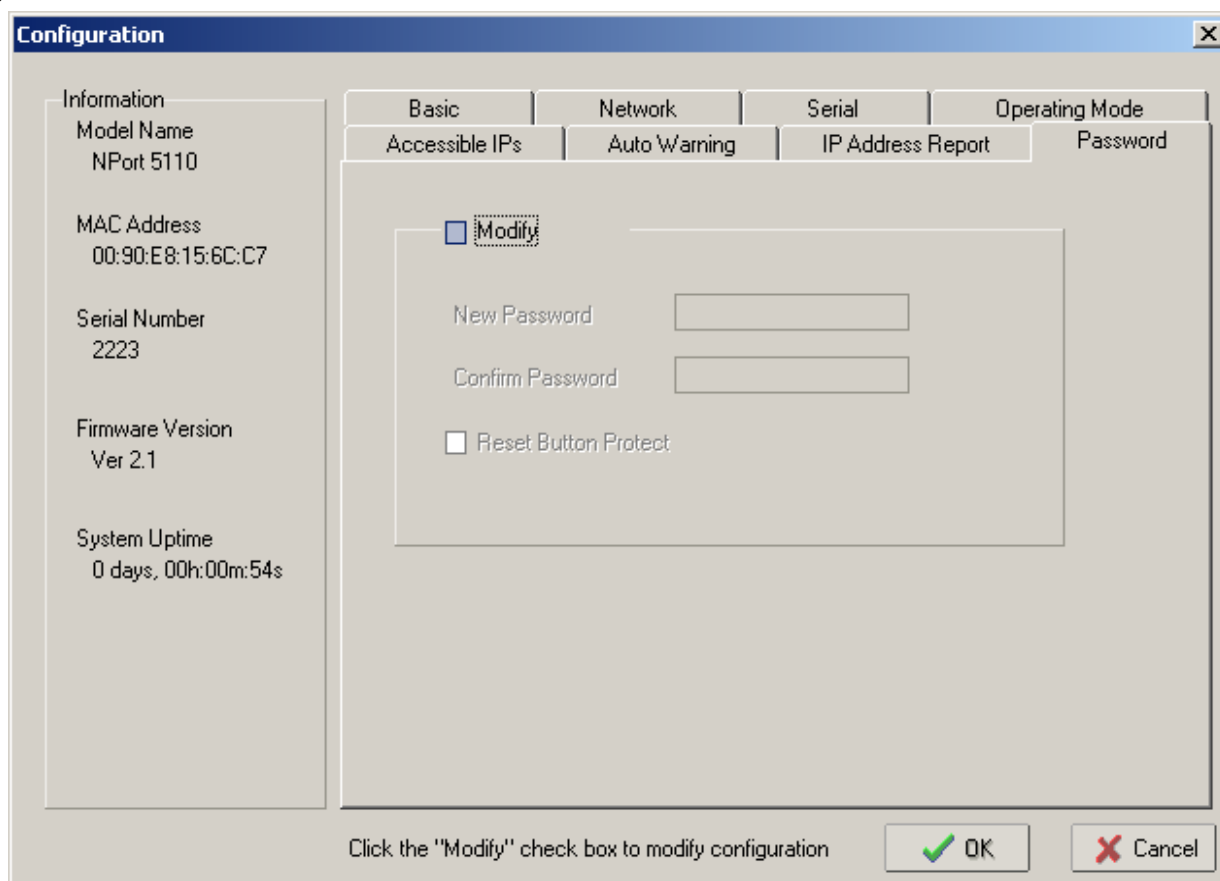 Configuration
Information
Model Name
NPort 5110
MAC Address
00:90:E8:15:6C:C7
Serial Number
2223
Firmware Version
Ver 2.1
System Uptime
0 days, 00h:00m:54s
Basic Network Serial Operating Mode
Accessible IPs Auto Warning IP Address Report Password
Modify
New Password
Confirm Password
Reset Button Protect
Click the "Modify" check box to modify configuration OK Cancel